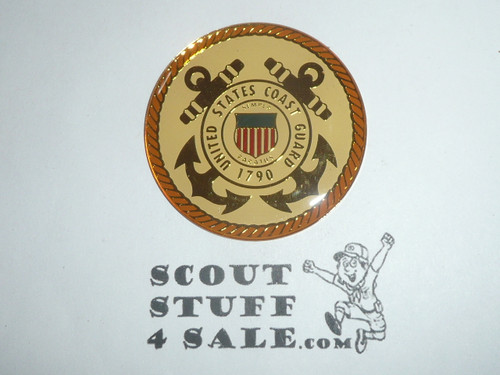 UNITED STATES COAST GUARD
SEMPER
PARATUS
1790
SCOUT
STUFF
4 SALE.COM